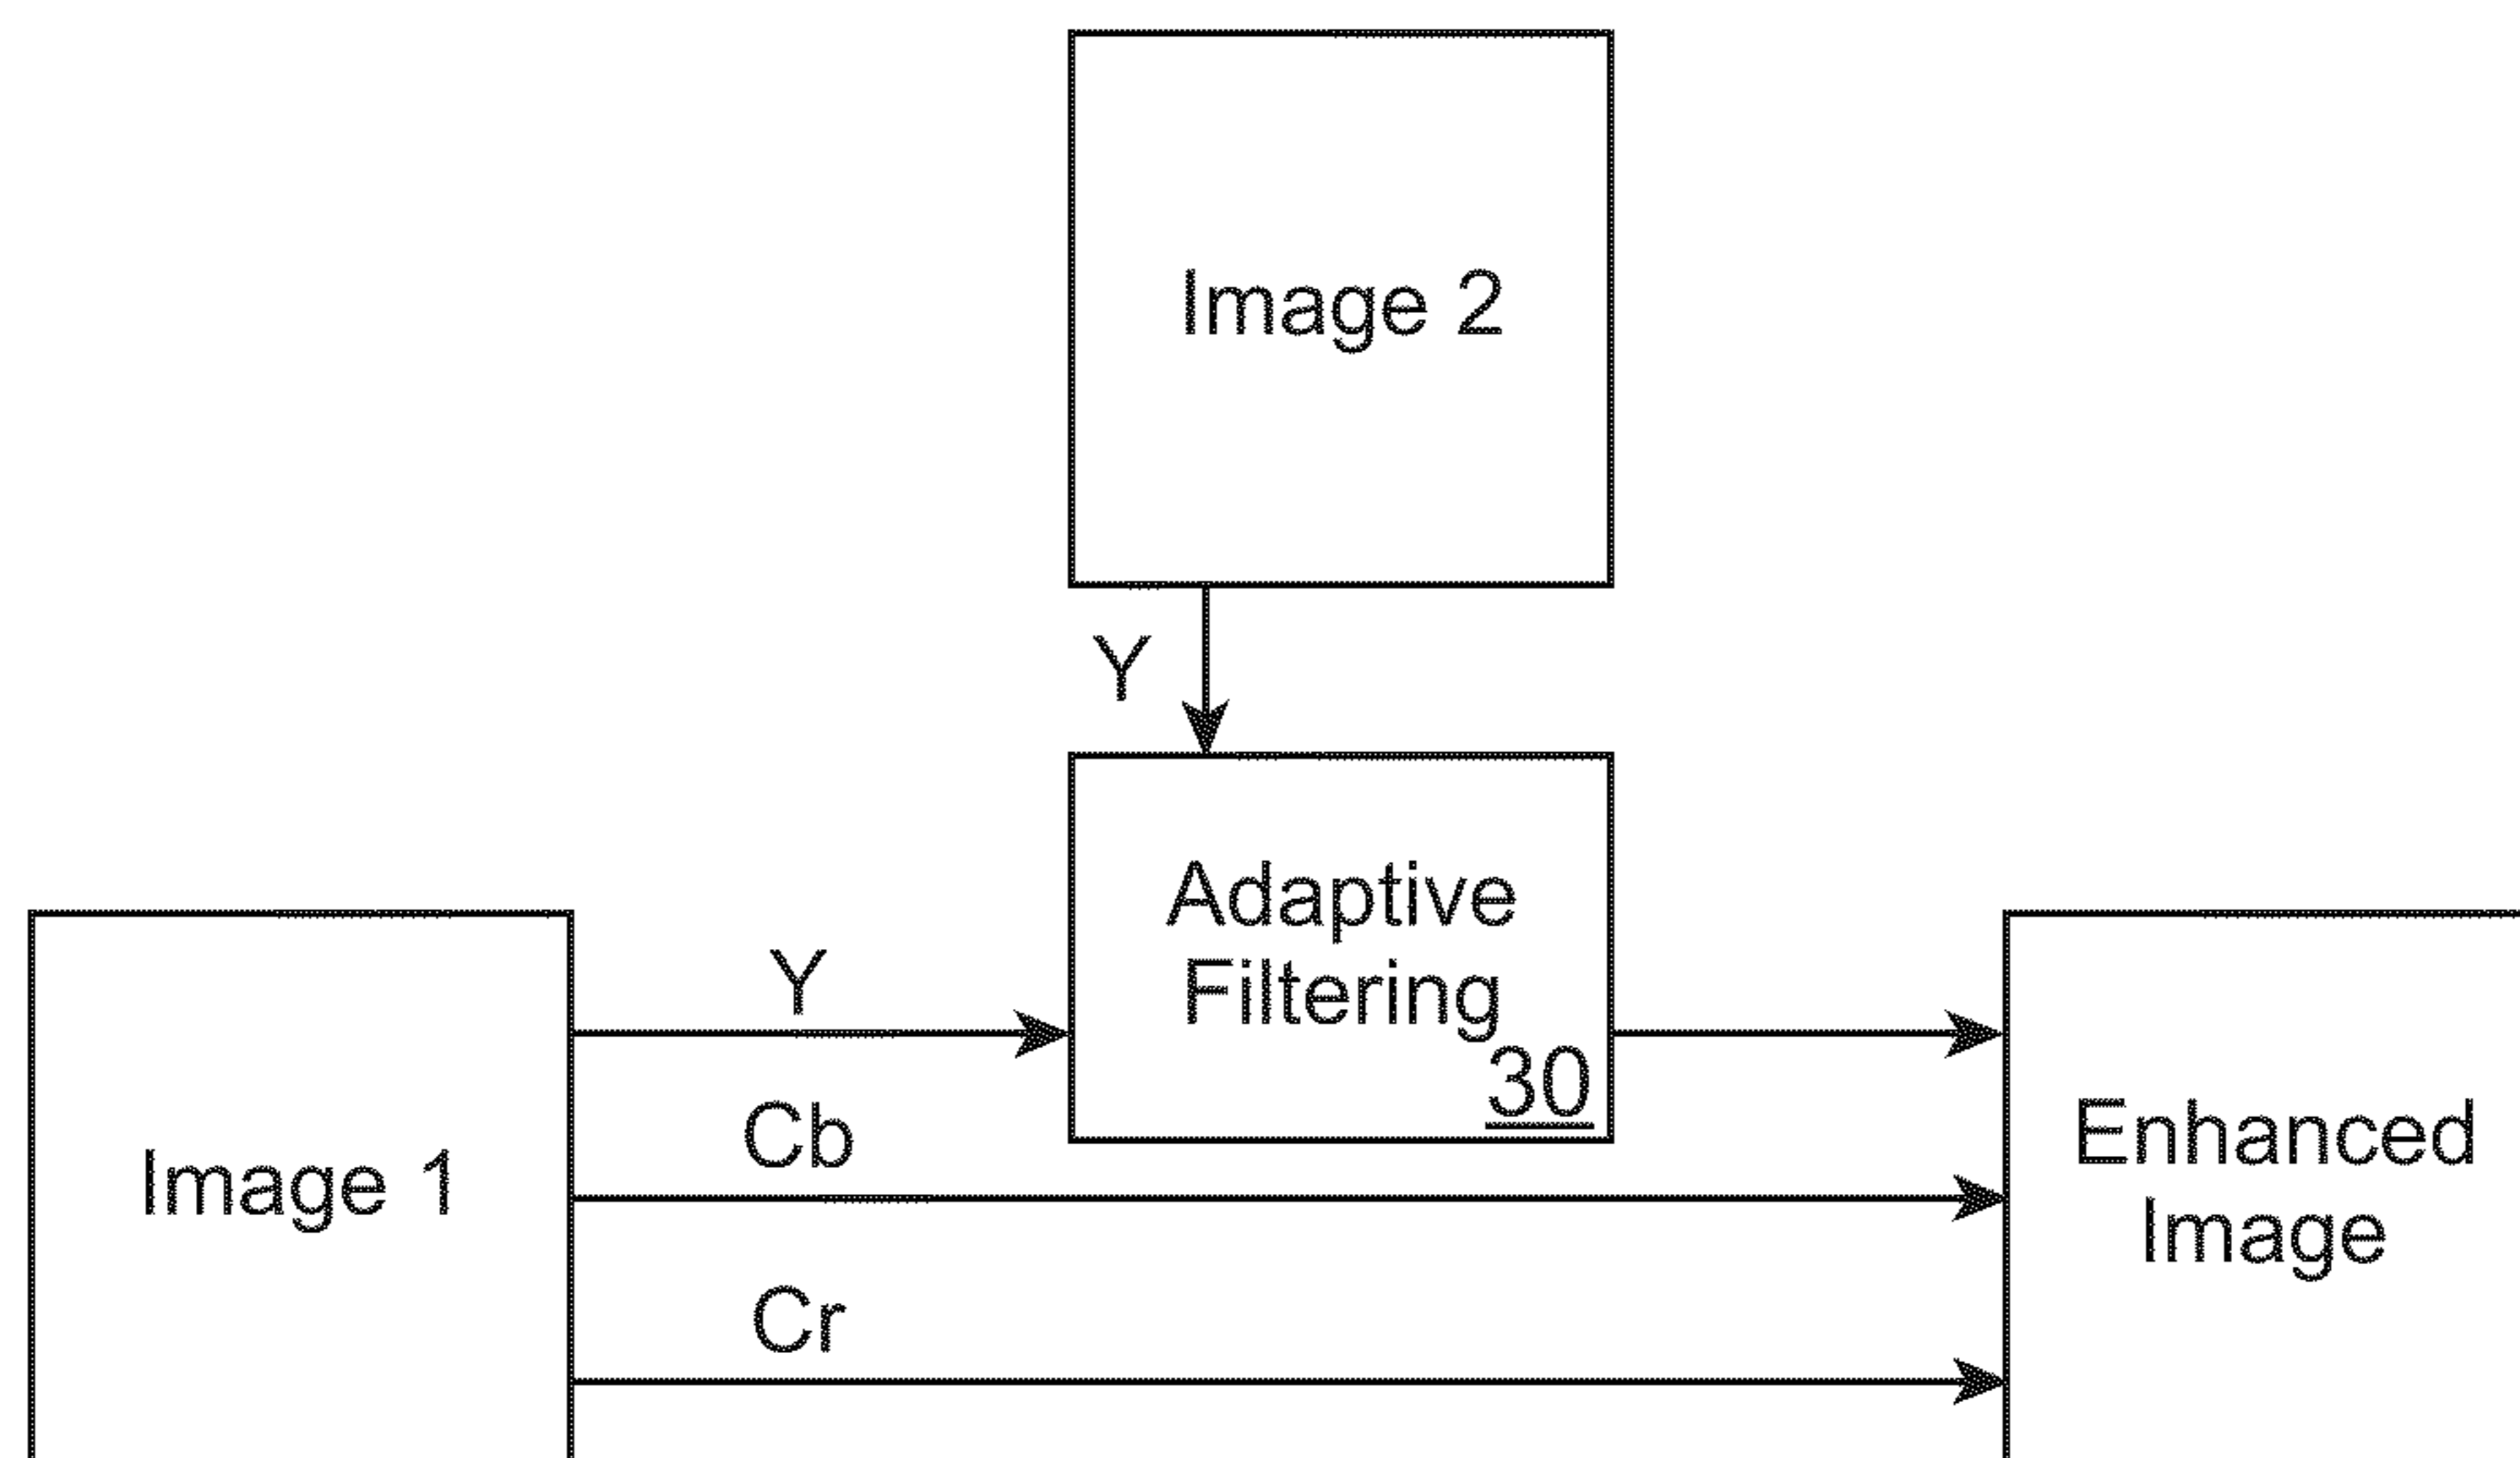 Image 2
Y
Adaptive
Filtering
30
Y
Cb
Cr
Image 1
Enhanced
Image